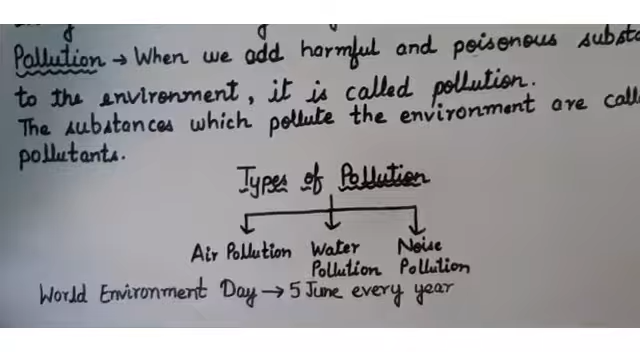 Pollution → When we add harmful and poisonous
to the environment, it is called pollution.
The substances which pollute the environment are
pollutants.
Types of Pollution
Air Pollution Water Pollution Noise Pollution
World Environment Day → 5 June every year